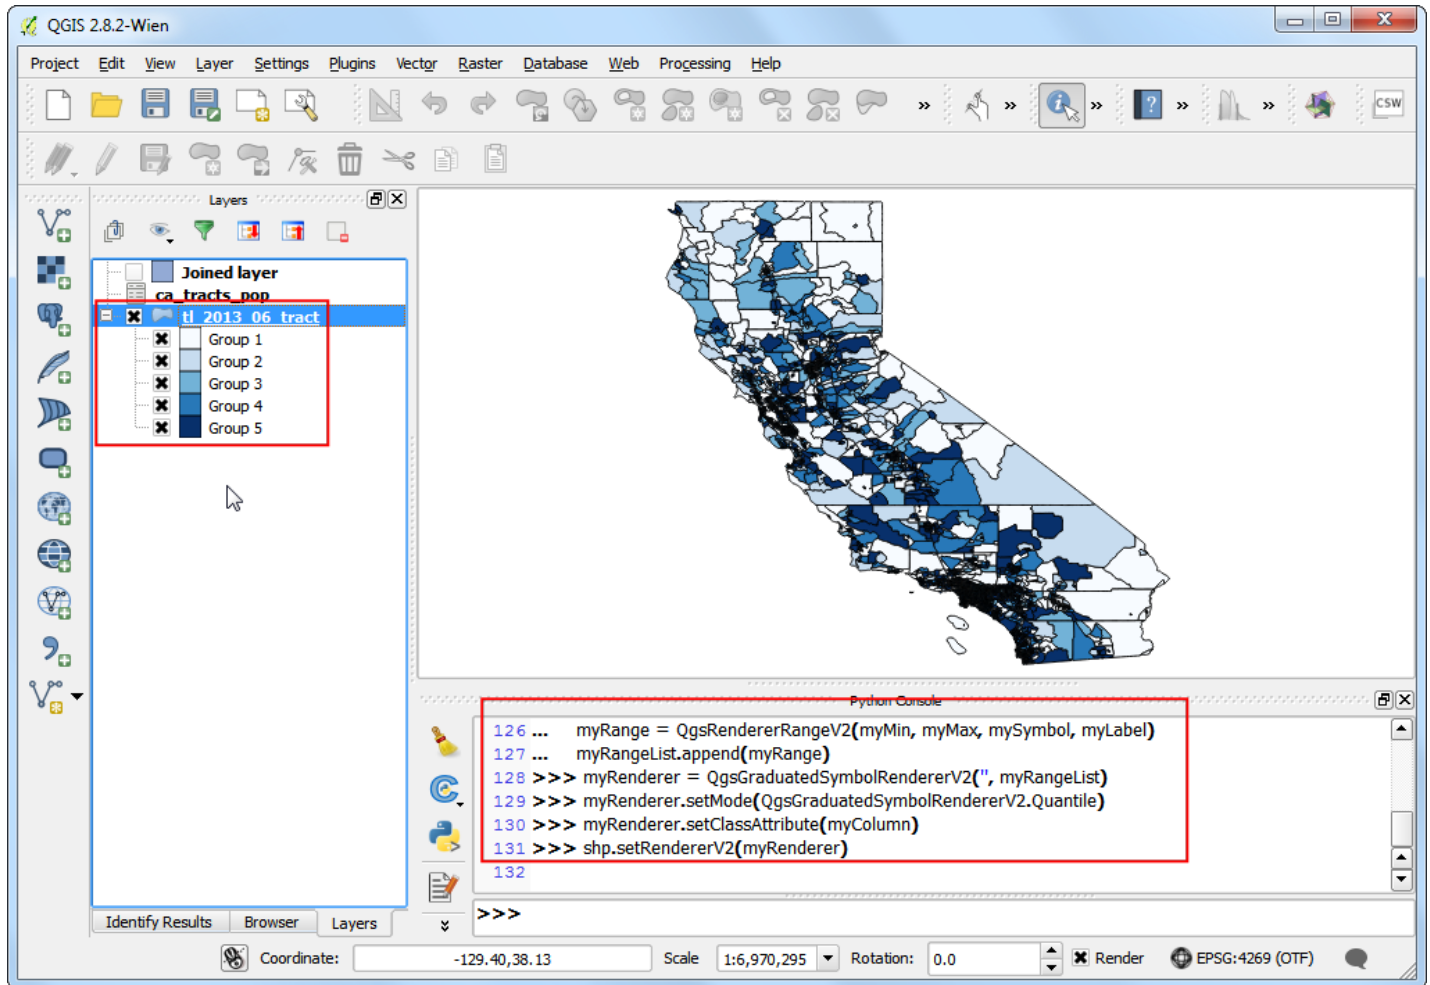 QGIS 2.8.2-Wien
Project Edit View Layer Settings Plugins Vector Raster Database Web Processing Help
» » » ? » » CSW
Layers
Joined layer
ca_tracts_pop
tl_2013_06_tract
Group 1
Group 2
Group 3
Group 4
Group 5
Python Console
126 ... myRange = QgsRendererRangeV2(myMin, myMax, mySymbol, myLabel)
127 ... myRangeList.append(myRange)
128 >>> myRenderer = QgsGraduatedSymbolRendererV2('', myRangeList)
129 >>> myRenderer.setMode(QgsGraduatedSymbolRendererV2.Quantile)
130 >>> myRenderer.setClassAttribute(myColumn)
131 >>> shp.setRendererV2(myRenderer)
132
>>>
Identify Results Browser Layers
Coordinate: -129.40,38.13 Scale 1:6,970,295 Rotation: 0.0 Render EPSG:4269 (OTF)